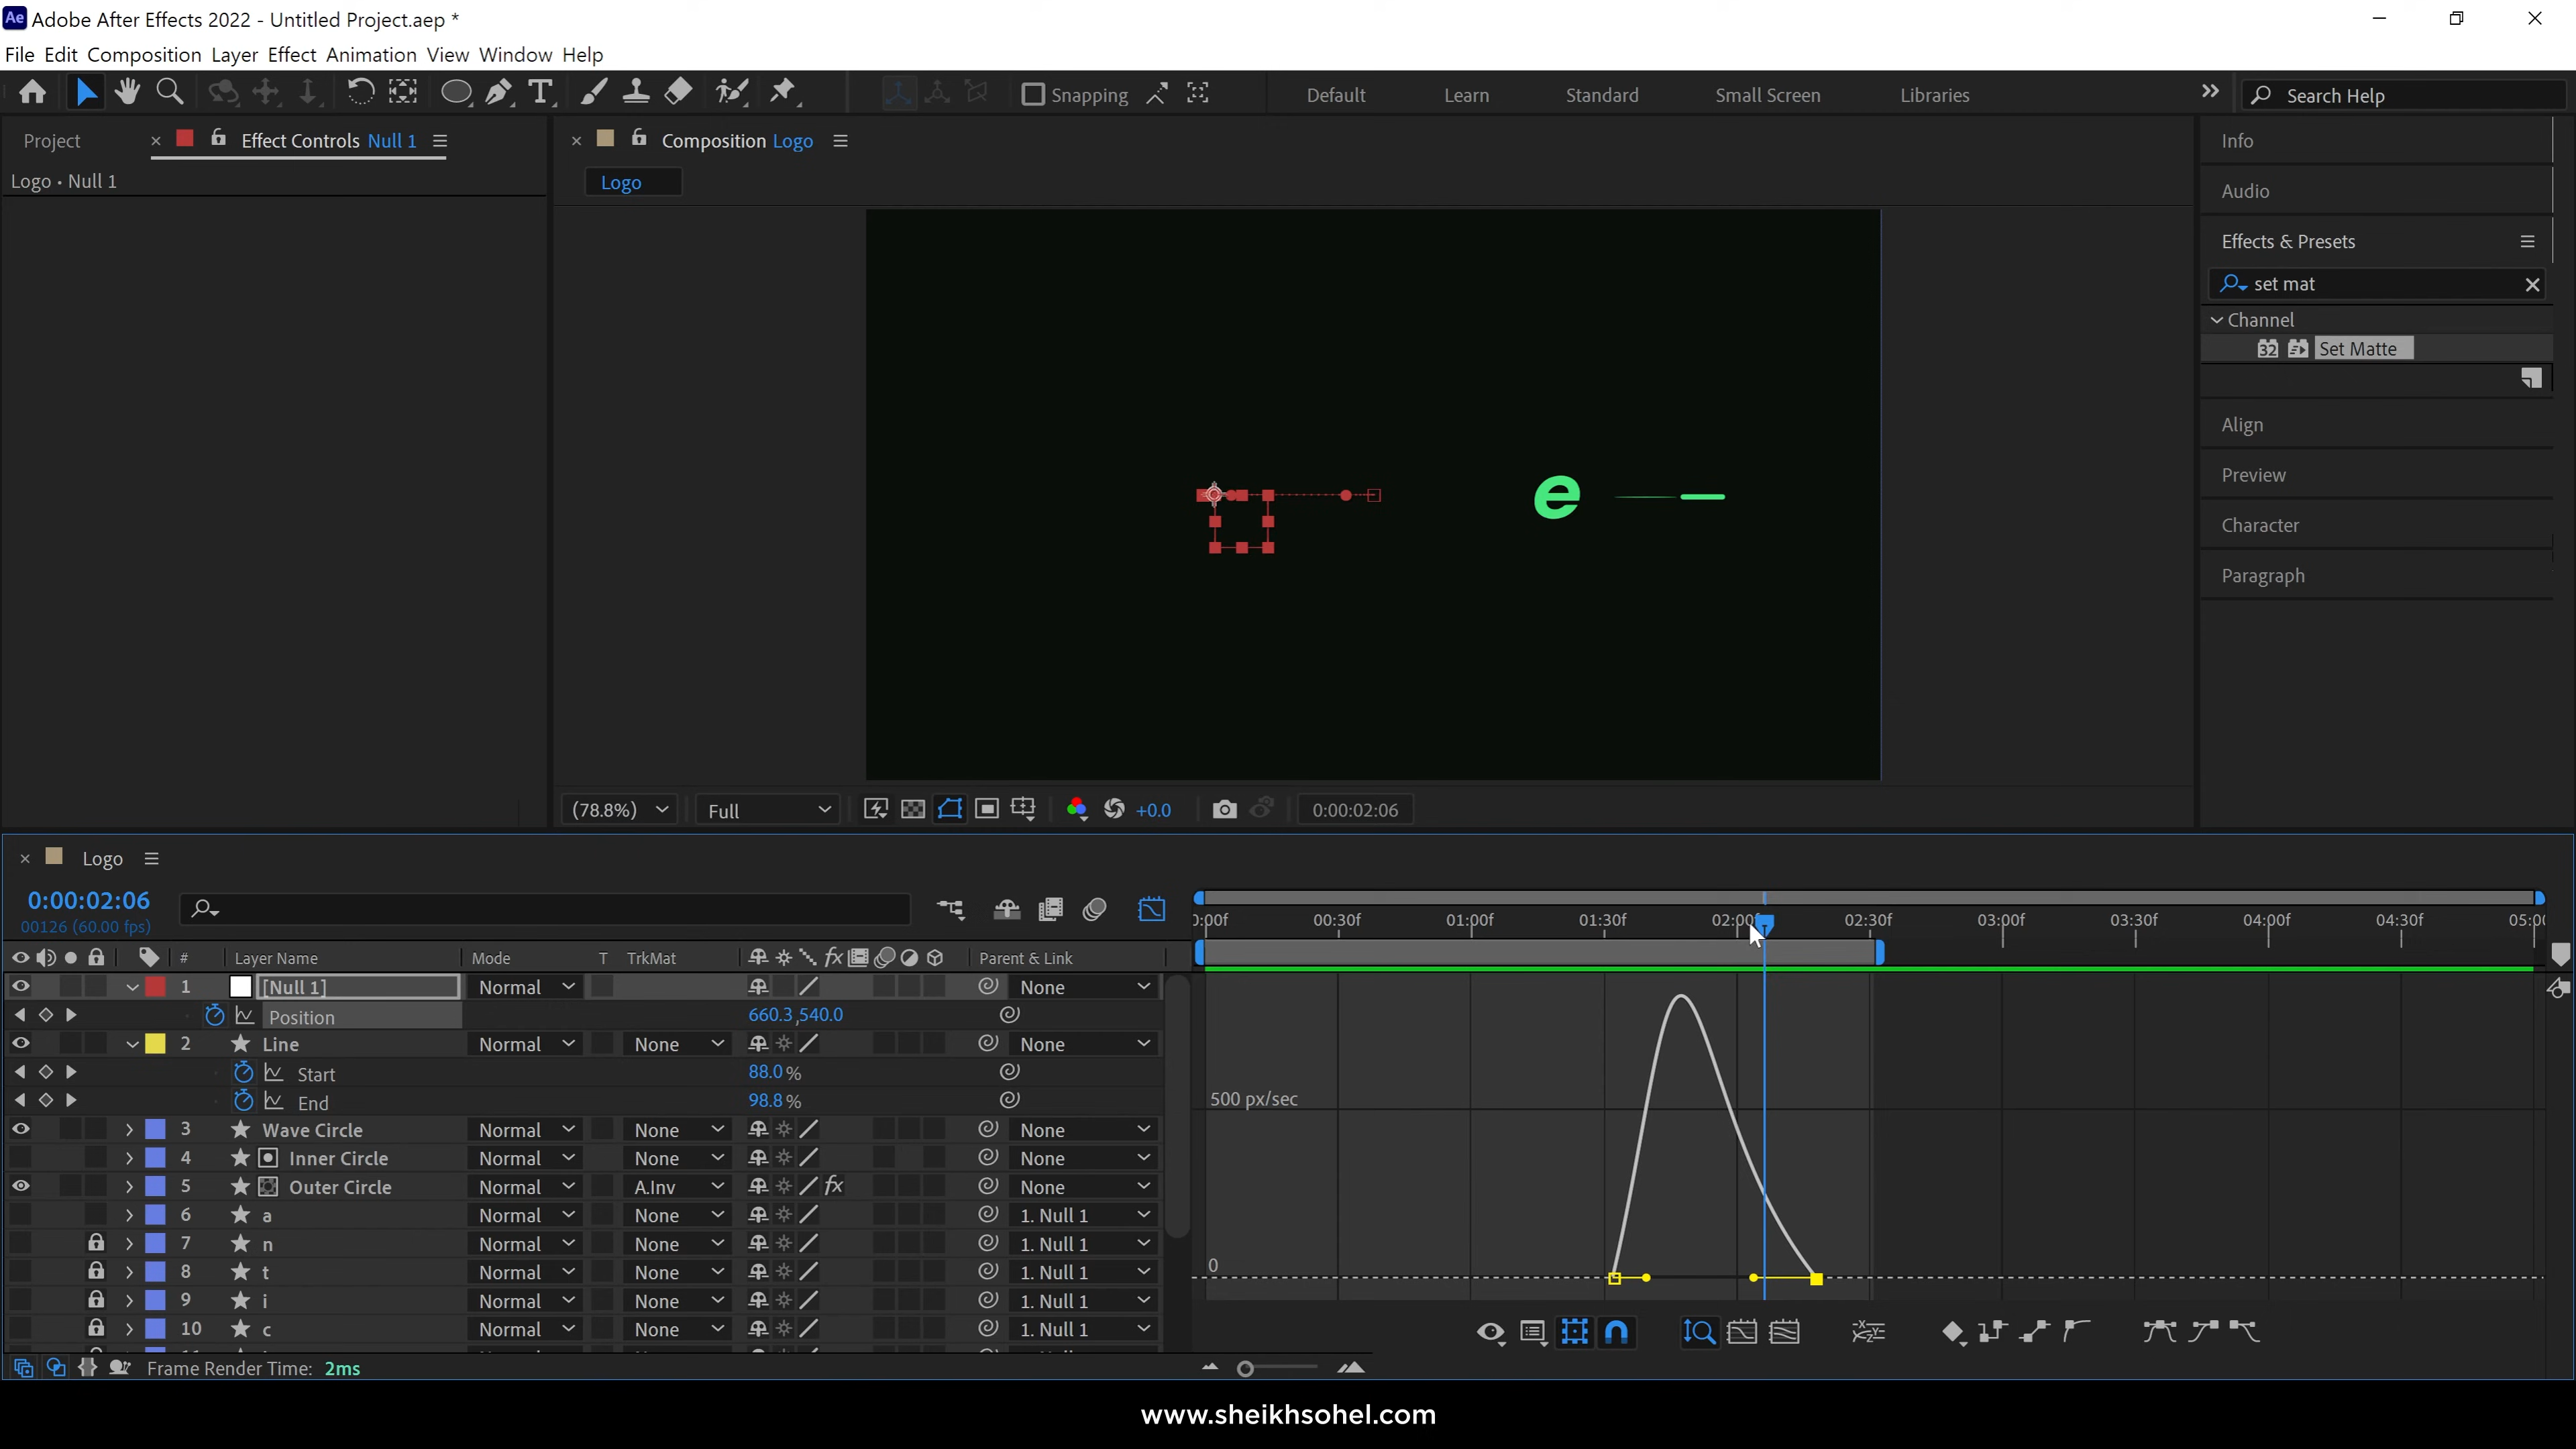 Ae Adobe After Effects 2022 - Untitled Project.aep *
File Edit Composition Layer Effect Animation View Window Help
Snapping Default Learn Standard Small Screen Libraries Search Help
Project Effect Controls Null 1
Logo • Null 1
Composition Logo
Logo
e
(78.8%) Full +0.0 0:00:02:06
Info
Audio
Effects & Presets
set mat
Channel
32 Set Matte
Align
Preview
Character
Paragraph
Logo
0:00:02:06
00126 (60.00 fps)
0:00f 00:30f 01:00f 01:30f 02:00f 02:30f 03:00f 03:30f 04:00f 04:30f 05:00
# Layer Name Mode T TrkMat fx Parent & Link
1 [Null 1] Normal None
Position 660.3,540.0
2 Line Normal None None
Start 88.0 %
End 98.8 %
3 Wave Circle Normal None None
4 Inner Circle Normal None None
5 Outer Circle Normal A.Inv fx None
6 a Normal None 1. Null 1
7 n Normal None 1. Null 1
8 t Normal None 1. Null 1
9 i Normal None 1. Null 1
10 c Normal None 1. Null 1
500 px/sec
0
Frame Render Time: 2ms
www.sheikhsohel.com